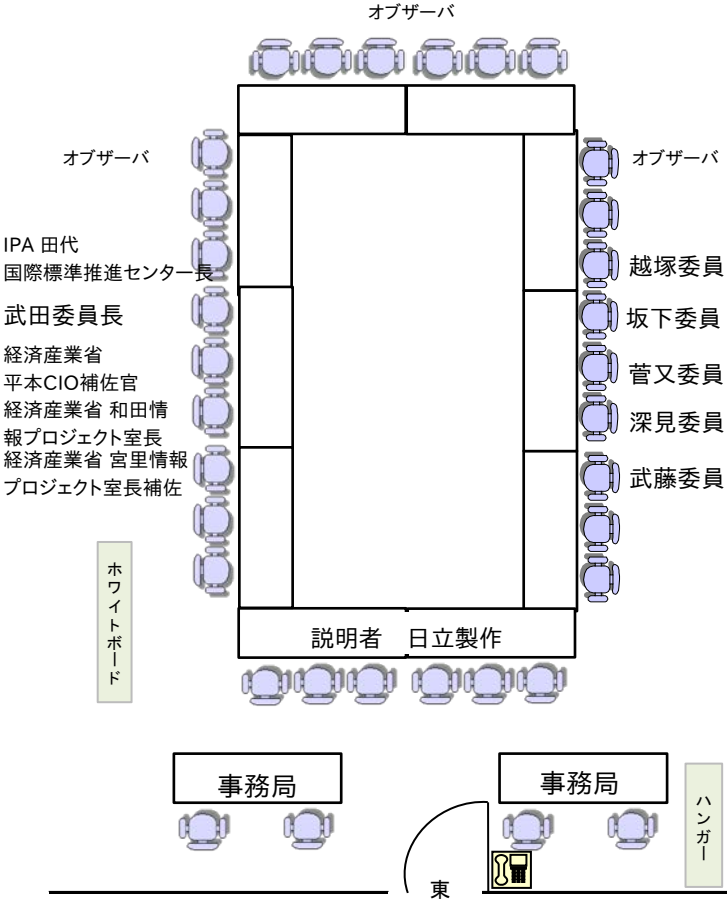 オブザーバ
オブザーバ
オブザーバ
IPA 田代
国際標準推進センター長
越塚委員
武田委員長
坂下委員
経済産業省
平本CIO補佐官
菅又委員
経済産業省 和田情
報プロジェクト室長
深見委員
経済産業省 宮里情報
プロジェクト室長補佐
武藤委員
ホワイトボード
説明者 日立製作
事務局
事務局
ハンガー
東